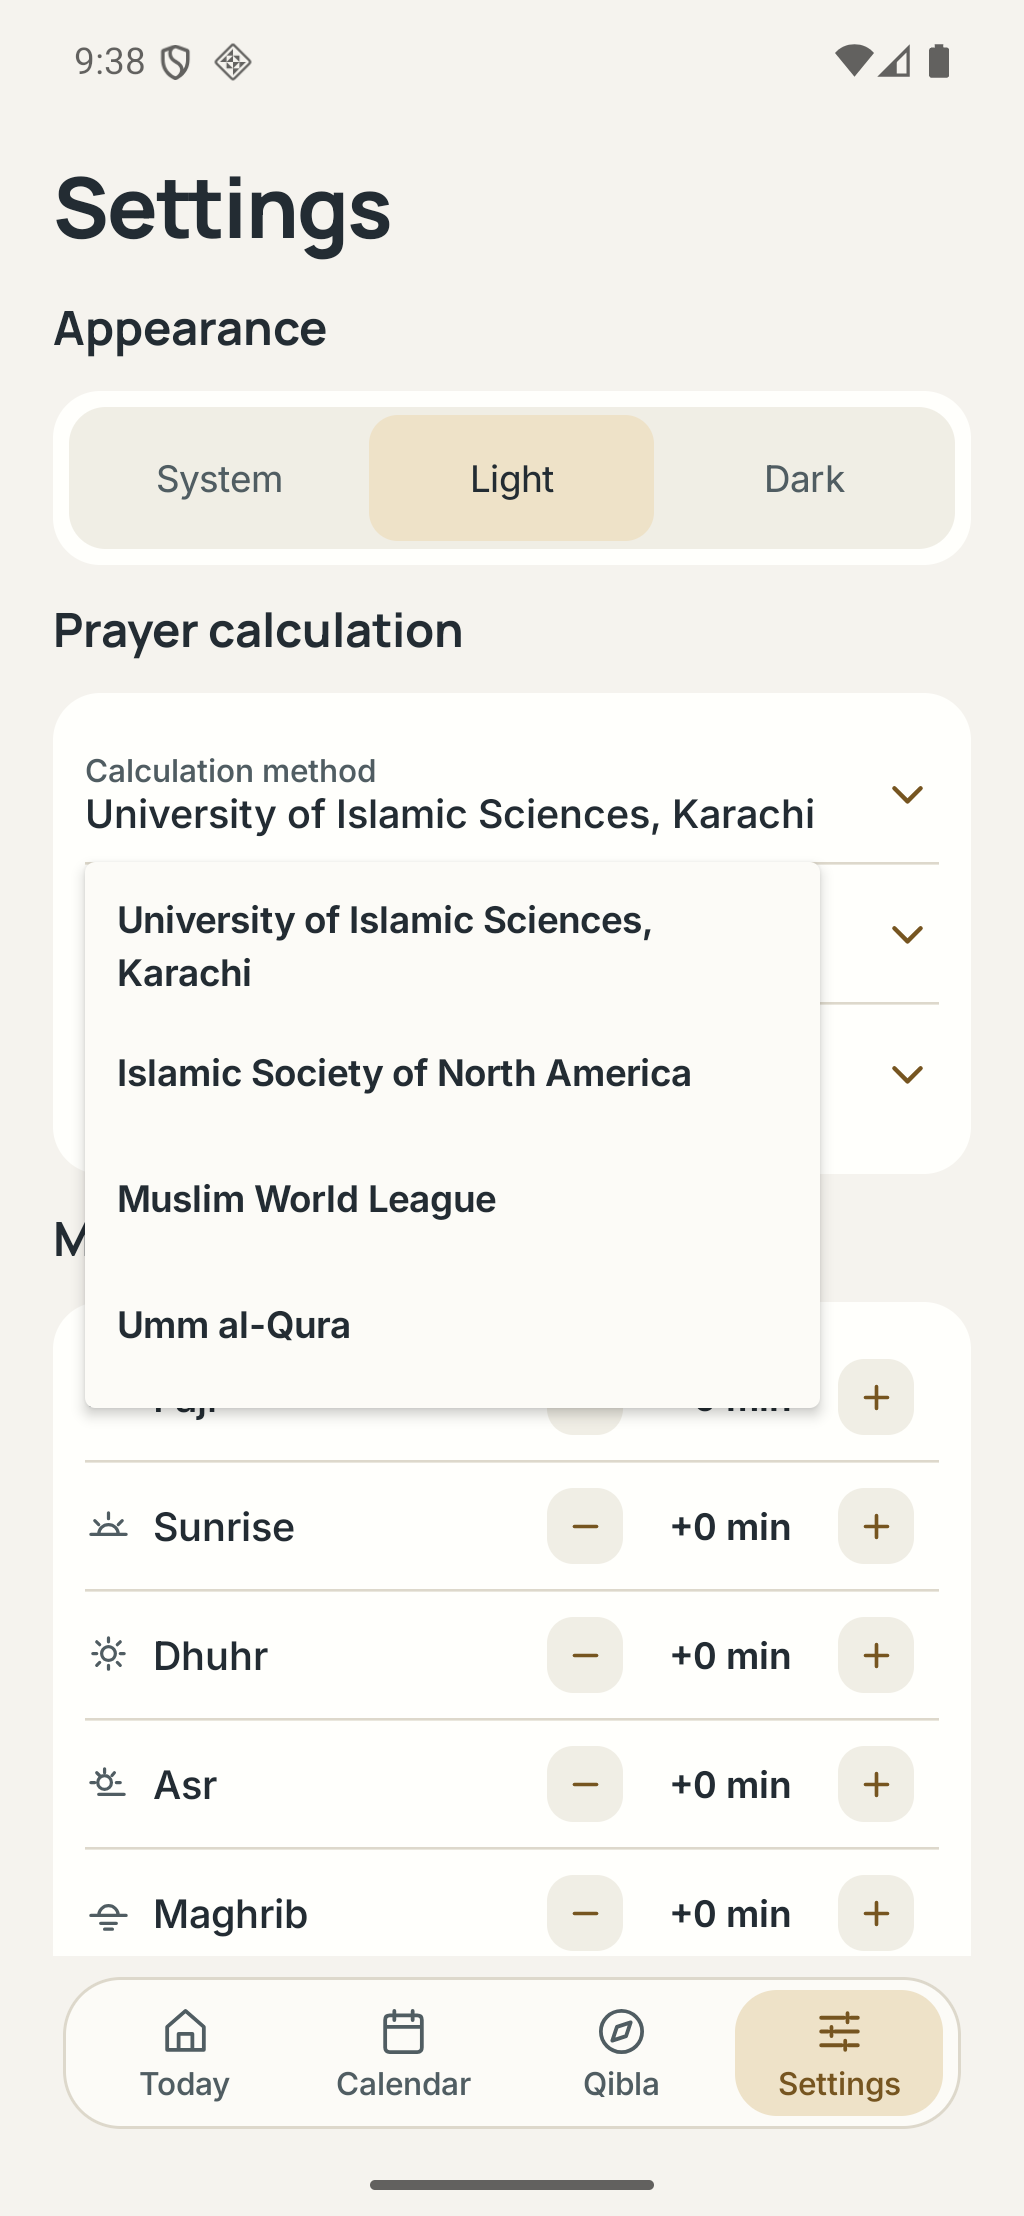 9:38
Settings
Appearance
System Light Dark
Prayer calculation
Calculation method
University of Islamic Sciences, Karachi
University of Islamic Sciences,
Karachi
Islamic Society of North America
Muslim World League
Umm al-Qura
Sunrise +0 min
Dhuhr +0 min
Asr +0 min
Maghrib +0 min
Today Calendar Qibla Settings